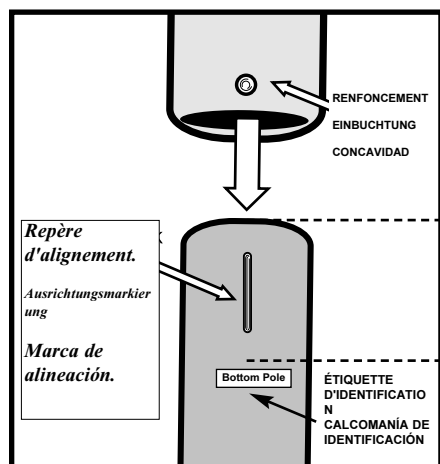 RENFONCEMENT
EINBUCHTUNG
CONCAVIDAD
Repère
d'alignement.
Ausrichtungsmarkier
ung
Marca de
alineación.
Bottom Pole
ÉTIQUETTE
D'IDENTIFICATIO
N
CALCOMANÍA DE
IDENTIFICACIÓN